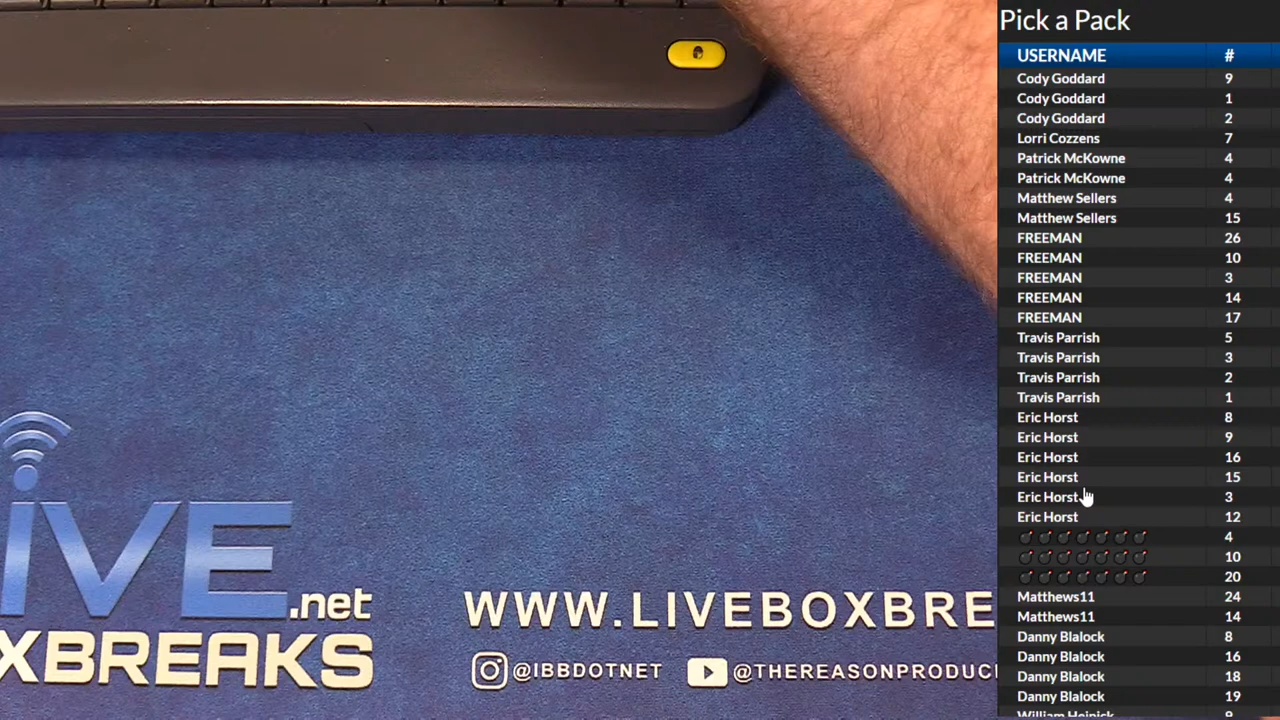 Pick a Pack
USERNAME #
Cody Goddard 9
Cody Goddard 1
Cody Goddard 2
Lorri Cozzens 7
Patrick McKowne 4
Patrick McKowne 4
Matthew Sellers 4
Matthew Sellers 15
FREEMAN 26
FREEMAN 10
FREEMAN 3
FREEMAN 14
FREEMAN 17
Travis Parrish 5
Travis Parrish 3
Travis Parrish 2
Travis Parrish 1
Eric Horst 8
Eric Horst 9
Eric Horst 16
Eric Horst 15
Eric Horst 3
Eric Horst 12
💣💣💣💣💣💣💣 4
💣💣💣💣💣💣💣 10
💣💣💣💣💣💣💣 20
Matthews11 24
Matthews11 14
Danny Blalock 8
Danny Blalock 16
Danny Blalock 18
Danny Blalock 19
William Heinick 9
iVE.net
XBREAKS
WWW.LIVEBOXBRE
@IBBDOTNET @THEREASONPRODUC